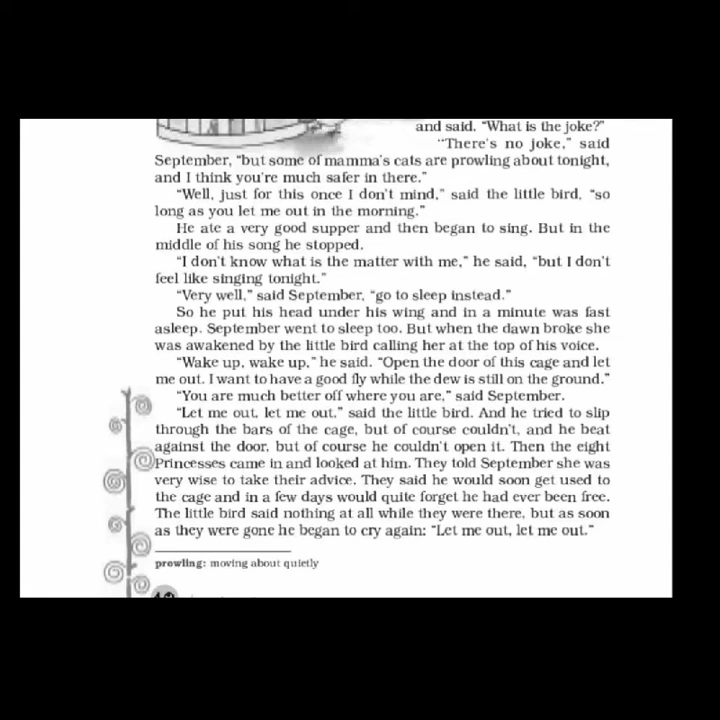 and said. "What is the joke?"
"There's no joke," said
September, "but some of mamma's cats are prowling about tonight,
and I think you're much safer in there."
"Well, just for this once I don't mind," said the little bird, "so
long as you let me out in the morning."
He ate a very good supper and then began to sing. But in the
middle of his song he stopped.
"I don't know what is the matter with me," he said, "but I don't
feel like singing tonight."
"Very well," said September, "go to sleep instead."
So he put his head under his wing and in a minute was fast
asleep. September went to sleep too. But when the dawn broke she
was awakened by the little bird calling her at the top of his voice.
"Wake up, wake up," he said. "Open the door of this cage and let
me out. I want to have a good fly while the dew is still on the ground."
"You are much better off where you are," said September.
"Let me out, let me out," said the little bird. And he tried to slip
through the bars of the cage, but of course couldn't, and he beat
against the door, but of course he couldn't open it. Then the eight
Princesses came in and looked at him. They told September she was
very wise to take their advice. They said he would soon get used to
the cage and in a few days would quite forget he had ever been free.
The little bird said nothing at all while they were there, but as soon
as they were gone he began to cry again: "Let me out, let me out."
prowling: moving about quietly